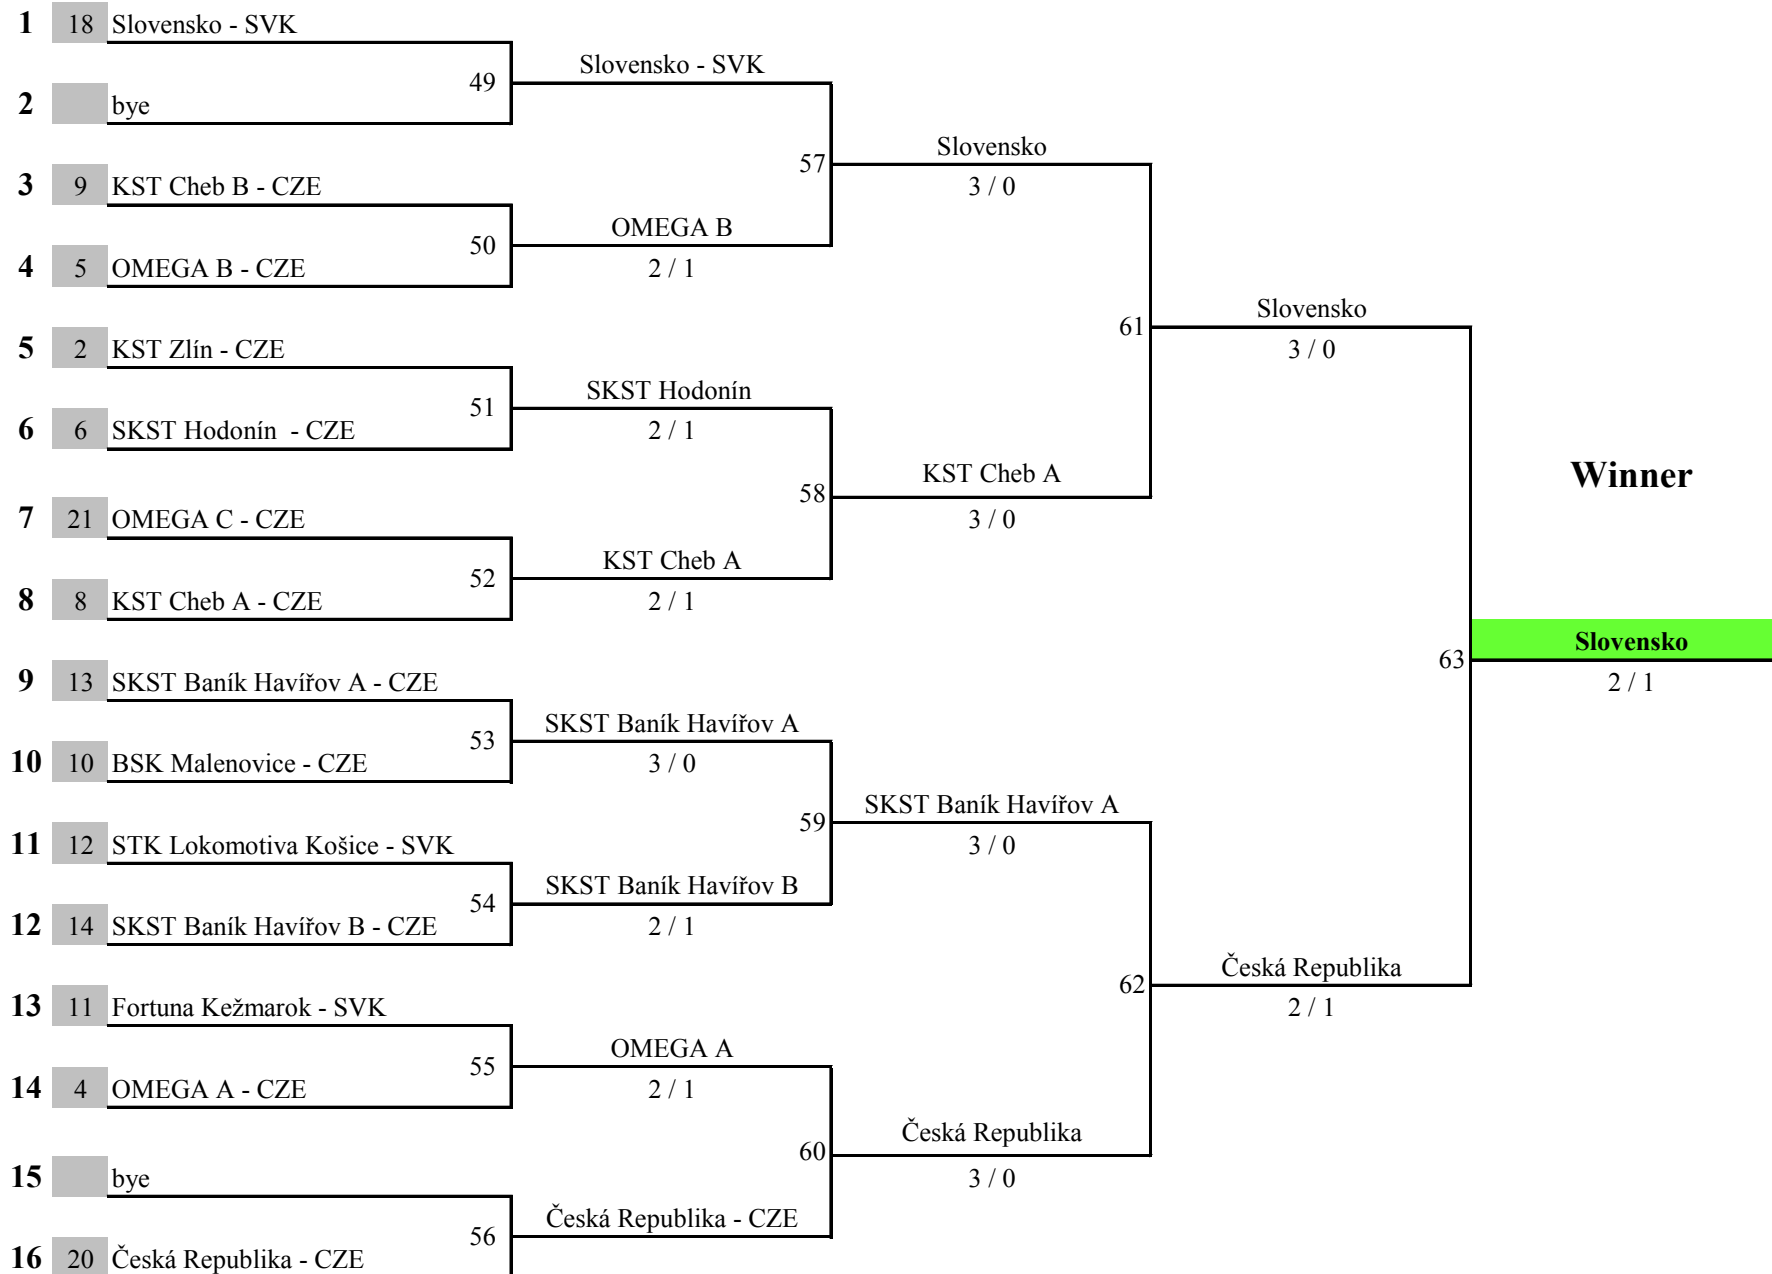 1 18 Slovensko - SVK
49 Slovensko - SVK
2 bye
57 Slovensko
3 / 0
3 9 KST Cheb B - CZE
50 OMEGA B
2 / 1
4 5 OMEGA B - CZE
61 Slovensko
3 / 0
5 2 KST Zlín - CZE
51 SKST Hodonín
2 / 1
6 6 SKST Hodonín - CZE
58 KST Cheb A
3 / 0
Winner
7 21 OMEGA C - CZE
52 KST Cheb A
2 / 1
8 8 KST Cheb A - CZE
63 Slovensko
2 / 1
9 13 SKST Baník Havířov A - CZE
53 SKST Baník Havířov A
3 / 0
10 10 BSK Malenovice - CZE
59 SKST Baník Havířov A
3 / 0
11 12 STK Lokomotiva Košice - SVK
54 SKST Baník Havířov B
2 / 1
12 14 SKST Baník Havířov B - CZE
62 Česká Republika
2 / 1
13 11 Fortuna Kežmarok - SVK
55 OMEGA A
2 / 1
14 4 OMEGA A - CZE
60 Česká Republika
3 / 0
15 bye
56 Česká Republika - CZE
16 20 Česká Republika - CZE